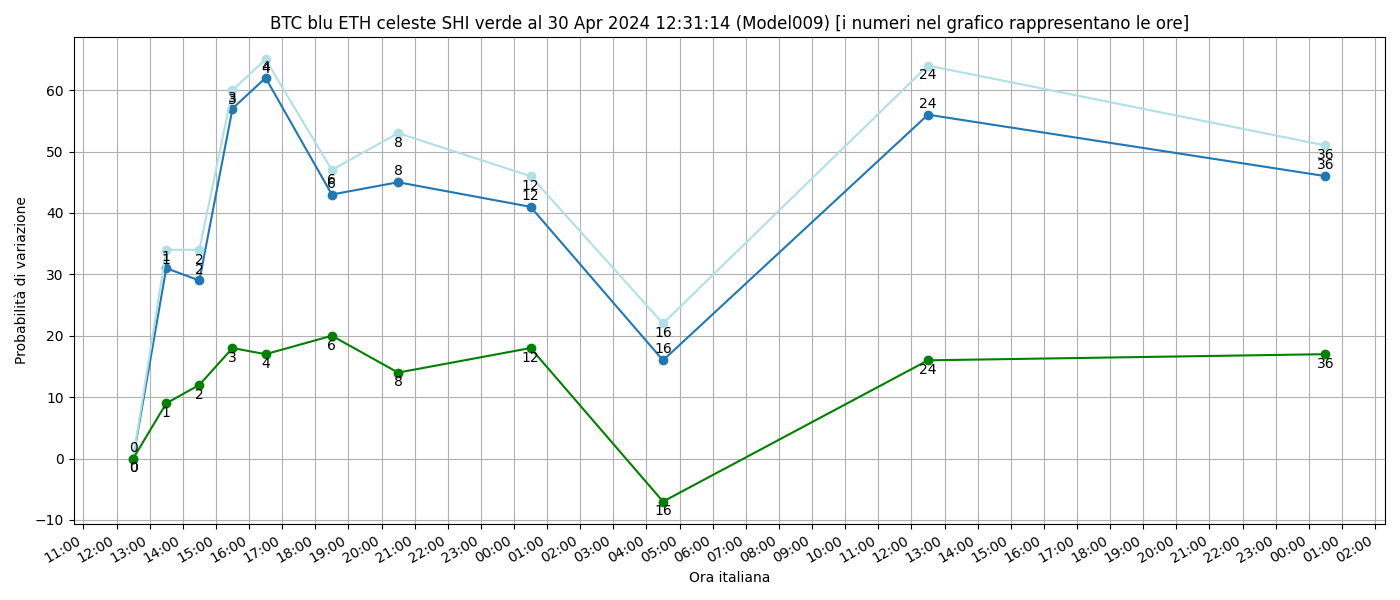 BTC blu ETH celeste SHI verde al 30 Apr 2024 12:31:14 (Model009) [i numeri nel grafico rappresentano le ore]
Probabilità di variazione
60
50
40
30
20
10
0
−10
0 1 2 3 4 6 8 12 16 24 36
0 1 2 3 4 6 8 12 16 24 36
0 1 2 3 4 6 8 12 16 24 36
11:00 12:00 13:00 14:00 15:00 16:00 17:00 18:00 19:00 20:00 21:00 22:00 23:00 00:00 01:00 02:00 03:00 04:00 05:00 06:00 07:00 08:00 09:00 10:00 11:00 12:00 13:00 14:00 15:00 16:00 17:00 18:00 19:00 20:00 21:00 22:00 23:00 00:00 01:00 02:00
Ora italiana